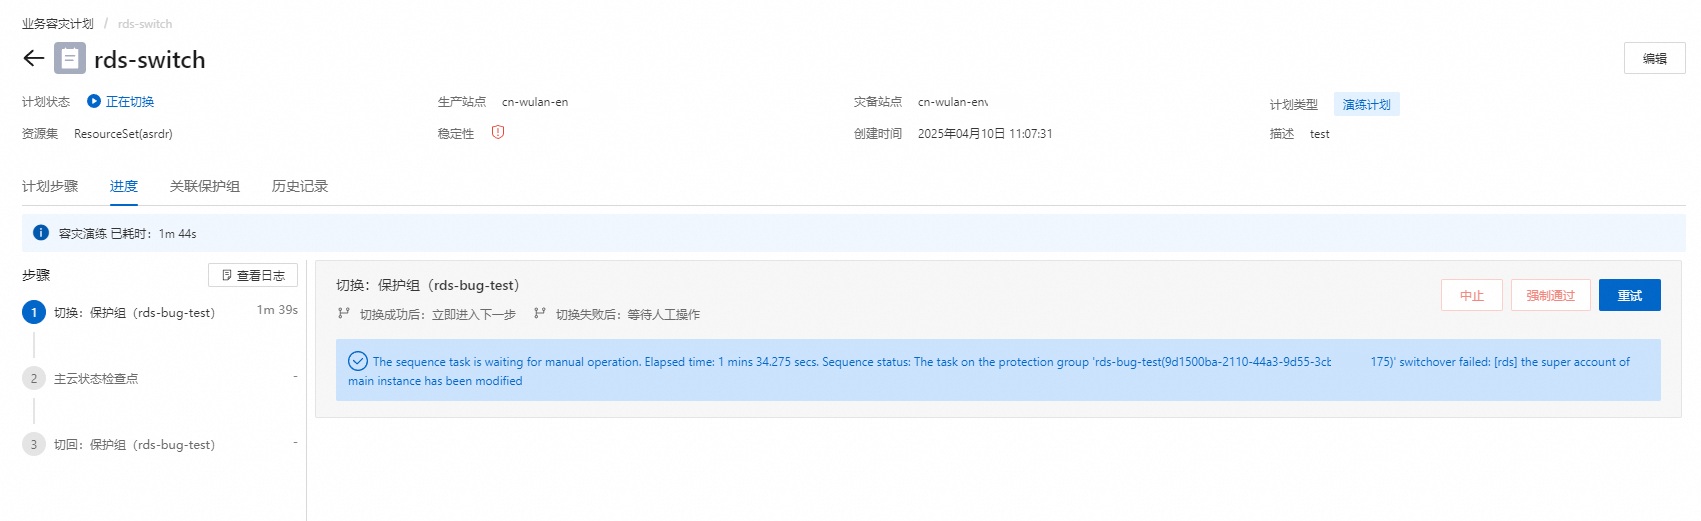 业务容灾计划 / rds-switch
rds-switch
编辑
计划状态 正在切换 生产站点 cn-wulan-en 灾备站点 cn-wulan-env 计划类型 演练计划
资源集 ResourceSet(asrdr) 稳定性 创建时间 2025年04月10日 11:07:31 描述 test
计划步骤 进度 关联保护组 历史记录
容灾演练 已耗时：1m 44s
步骤 查看日志
1 切换：保护组（rds-bug-test） 1m 39s
2 主云状态检查点 -
3 切回：保护组（rds-bug-test） -
切换：保护组（rds-bug-test）
中止 强制通过 重试
切换成功后：立即进入下一步 切换失败后：等待人工操作
The sequence task is waiting for manual operation. Elapsed time: 1 mins 34.275 secs. Sequence status: The task on the protection group 'rds-bug-test(9d1500ba-2110-44a3-9d55-3cb 175)' switchover failed: [rds] the super account of
main instance has been modified